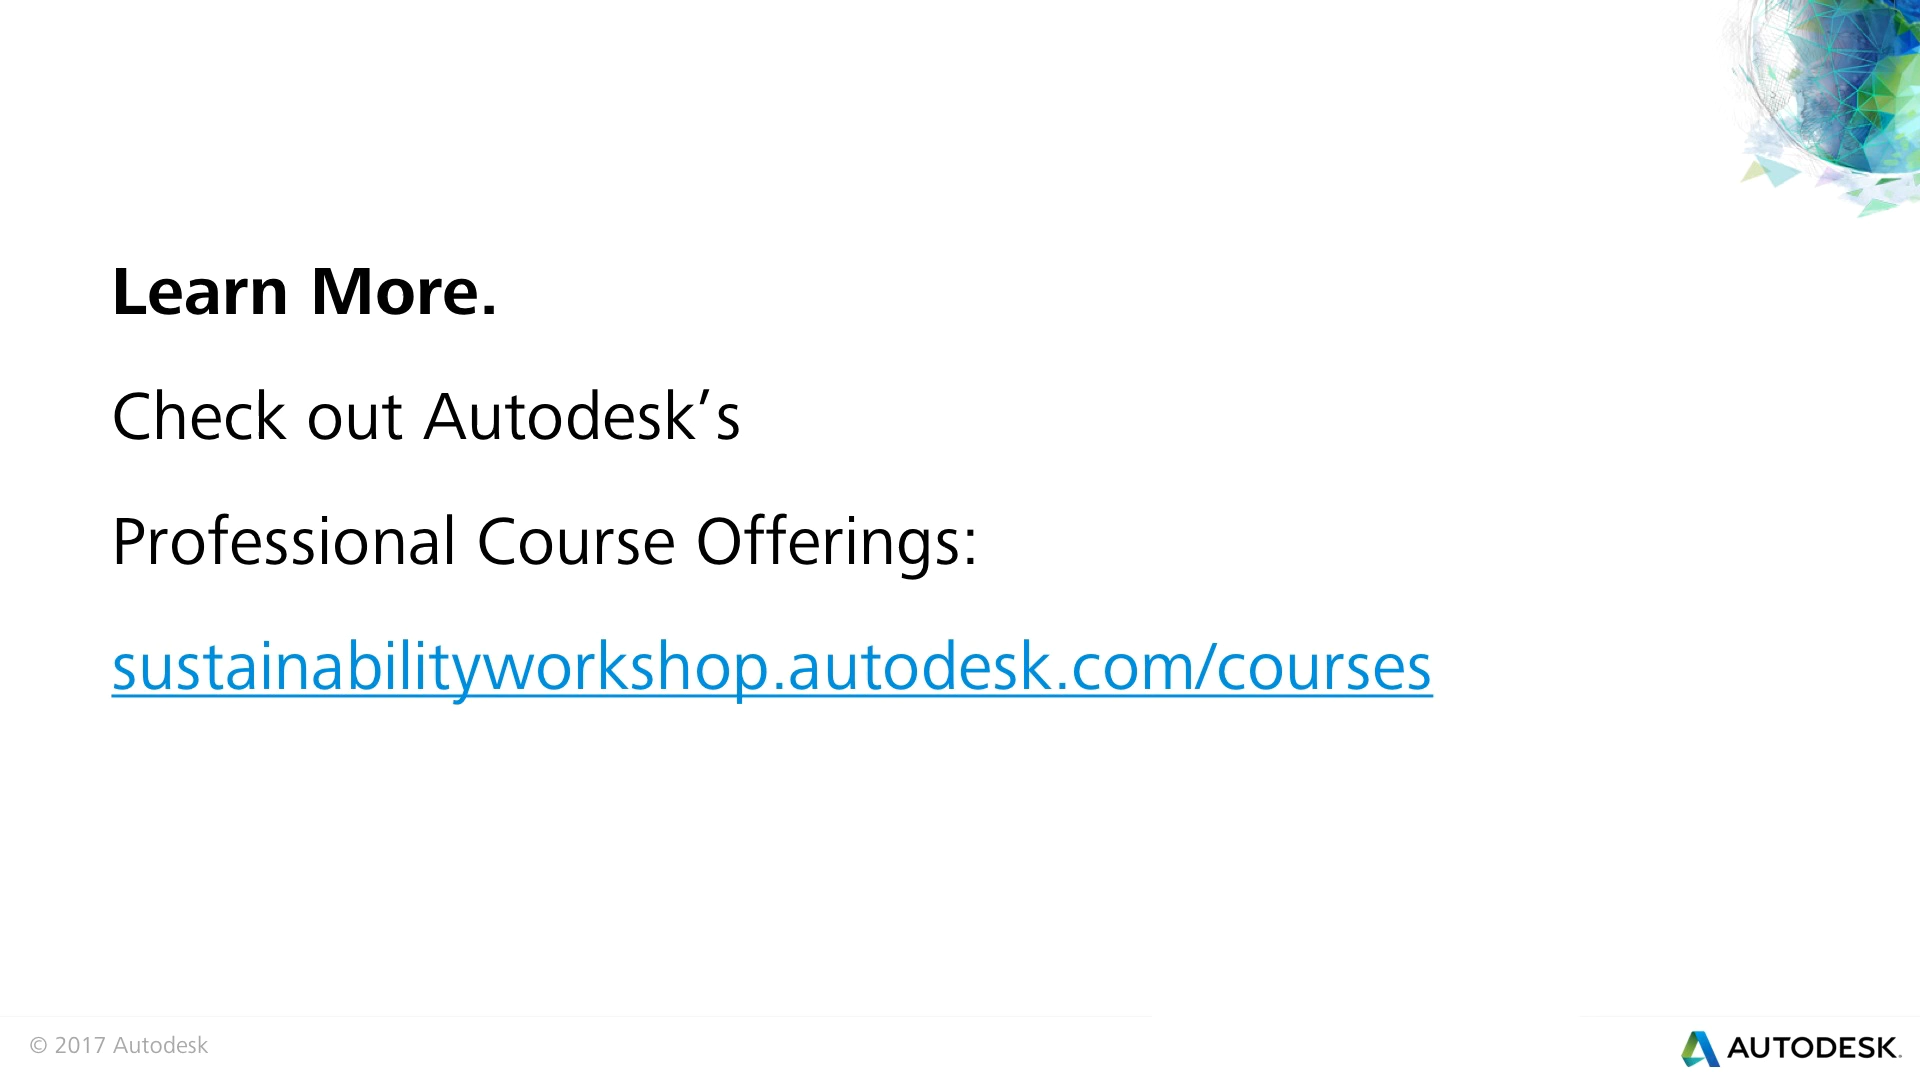 Learn More.
Check out Autodesk’s
Professional Course Offerings:
sustainabilityworkshop.autodesk.com/courses
© 2017 Autodesk
AUTODESK.